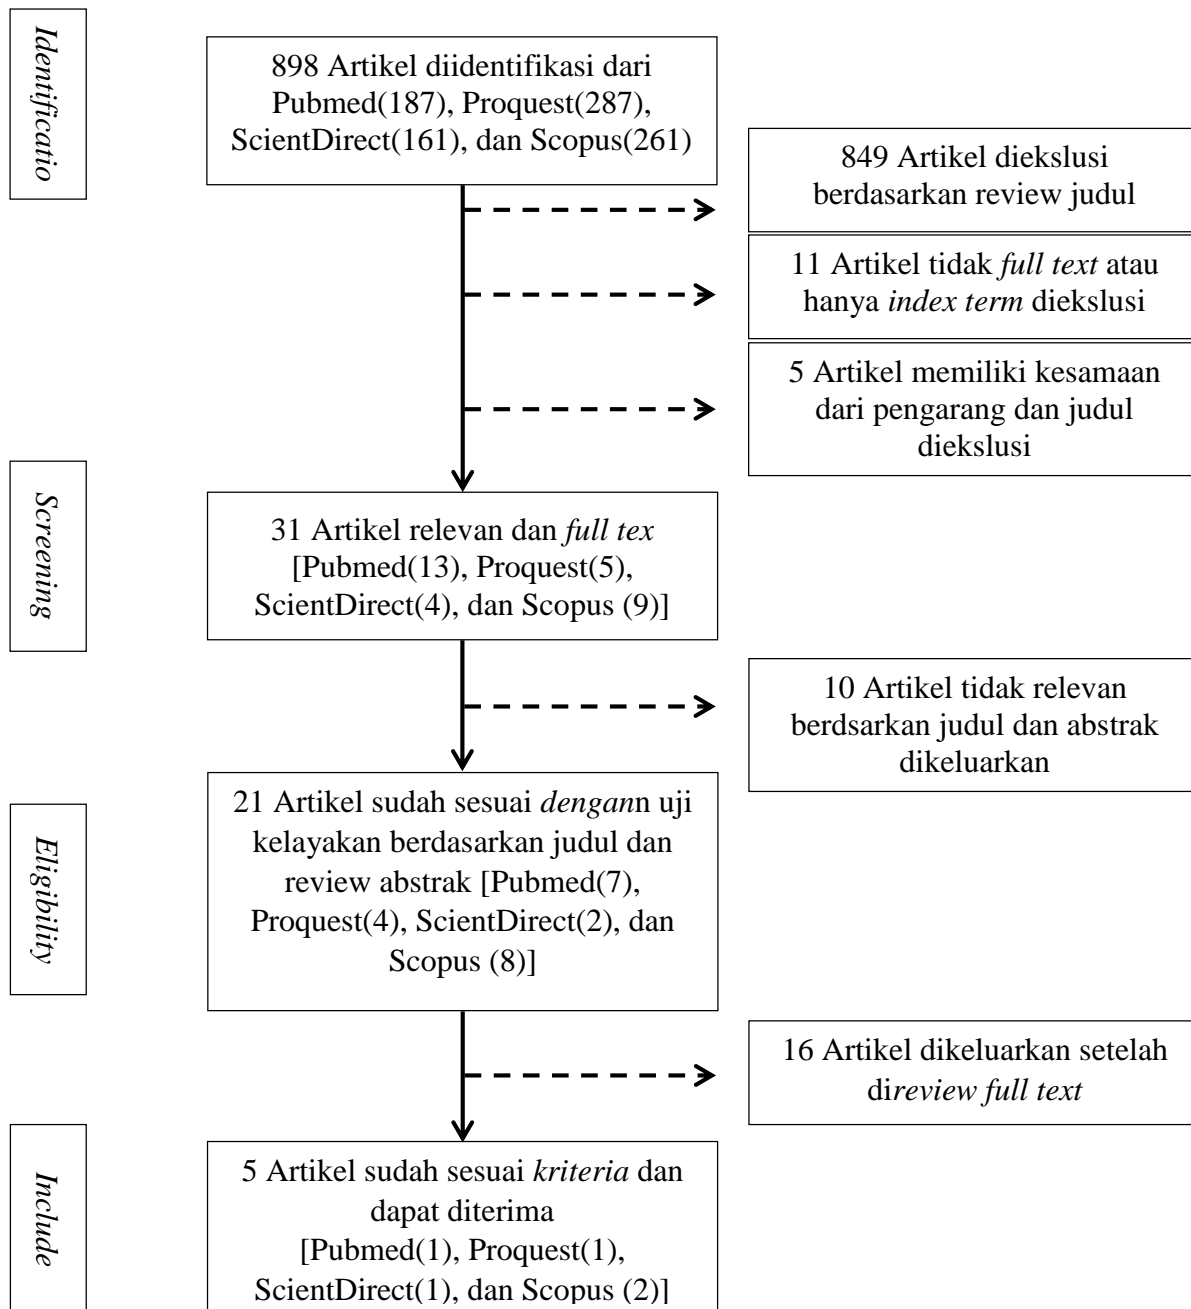 Identificatio
898 Artikel diidentifikasi dari
Pubmed(187), Proquest(287),
ScientDirect(161), dan Scopus(261)
849 Artikel diekslusi
berdasarkan review judul
11 Artikel tidak full text atau
hanya index term diekslusi
5 Artikel memiliki kesamaan
dari pengarang dan judul
diekslusi
Screening
31 Artikel relevan dan full tex
[Pubmed(13), Proquest(5),
ScientDirect(4), dan Scopus (9)]
10 Artikel tidak relevan
berdsarkan judul dan abstrak
dikeluarkan
Eligibility
21 Artikel sudah sesuai dengann uji
kelayakan berdasarkan judul dan
review abstrak [Pubmed(7),
Proquest(4), ScientDirect(2), dan
Scopus (8)]
16 Artikel dikeluarkan setelah
direview full text
Include
5 Artikel sudah sesuai kriteria dan
dapat diterima
[Pubmed(1), Proquest(1),
ScientDirect(1), dan Scopus (2)]